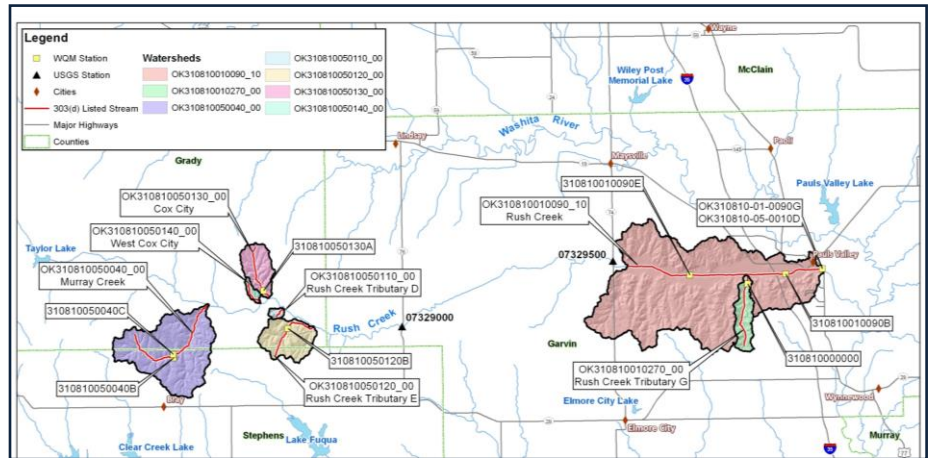 Legend
WQM Station
USGS Station
Cities
303(d) Listed Stream
Major Highways
Counties
Watersheds
OK310810010090_10
OK310810010270_00
OK310810050040_00
OK310810050110_00
OK310810050120_00
OK310810050130_00
OK310810050140_00
Wayne
McClain
35
Wiley Post
Memorial Lake
Washita River
Lindsay
Maysville
Paoli
Grady
Pauls Valley Lake
OK310810050130_00
Cox City
310810010090E
OK310810-01-0090G
OK310810-05-0010D
OK310810010090_10
Rush Creek
OK310810050140_00
West Cox City
310810050130A
Taylor Lake
Pauls Valley
07329500
OK310810050040_00
Murray Creek
OK310810050110_00
Rush Creek Tributary D
310810050040C
07329000
Rush Creek
310810010090B
Garvin
310810050120B
310810000000
OK310810010270_00
Rush Creek Tributary G
310810050040B
OK310810050120_00
Rush Creek Tributary E
Wynnewood
Bray
Elmore City Lake
Elmore City
Stephens
Lake Fuqua
Clear Creek Lake
Murray
35
77